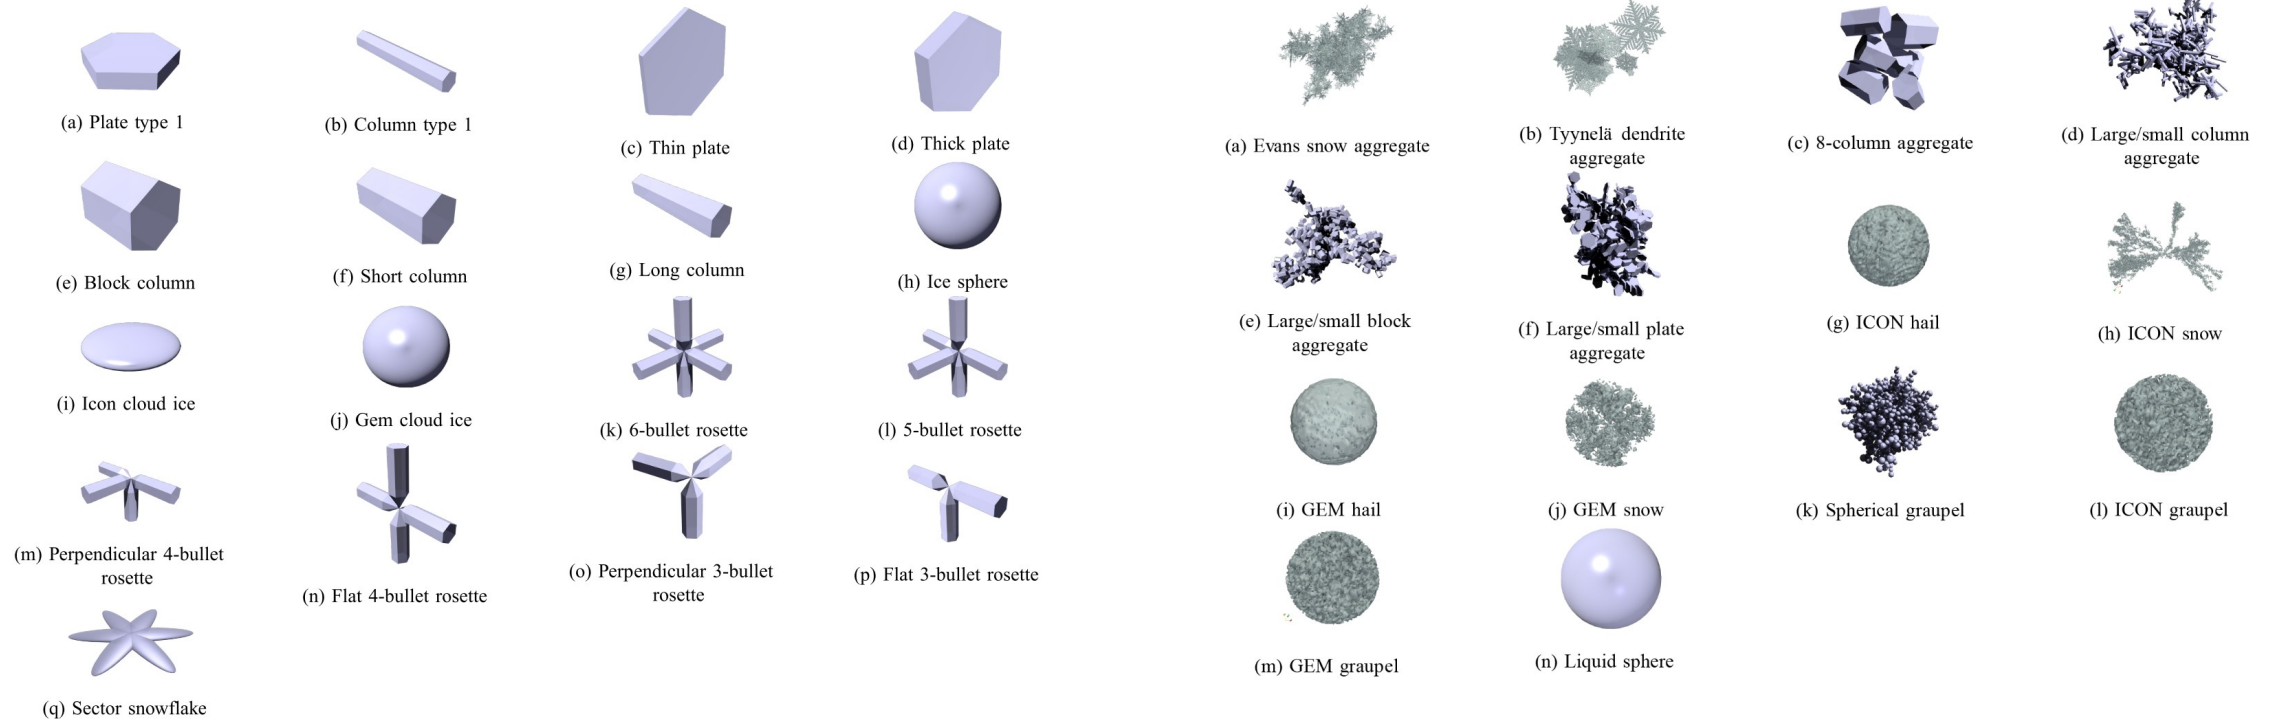 (a) Plate type 1
(b) Column type 1
(c) Thin plate
(d) Thick plate
(e) Block column
(f) Short column
(g) Long column
(h) Ice sphere
(i) Icon cloud ice
(j) Gem cloud ice
(k) 6-bullet rosette
(l) 5-bullet rosette
(m) Perpendicular 4-bullet
rosette
(n) Flat 4-bullet rosette
(o) Perpendicular 3-bullet
rosette
(p) Flat 3-bullet rosette
(q) Sector snowflake
(a) Evans snow aggregate
(b) Tyynelä dendrite
aggregate
(c) 8-column aggregate
(d) Large/small column
aggregate
(e) Large/small block
aggregate
(f) Large/small plate
aggregate
(g) ICON hail
(h) ICON snow
(i) GEM hail
(j) GEM snow
(k) Spherical graupel
(l) ICON graupel
(m) GEM graupel
(n) Liquid sphere